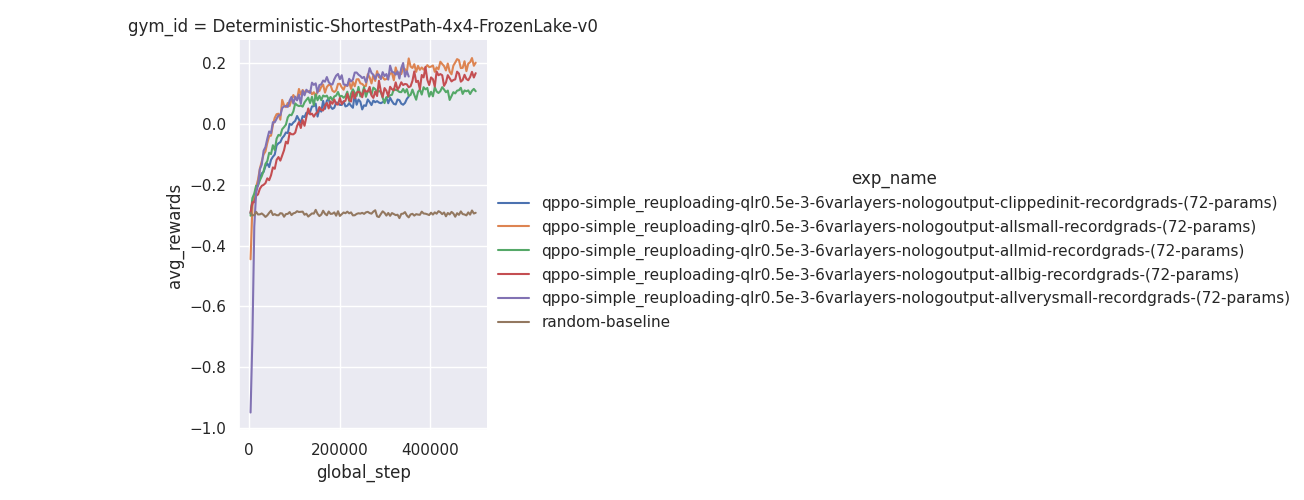 gym_id = Deterministic-ShortestPath-4x4-FrozenLake-v0
0.2
0.0
−0.2
−0.4
−0.6
−0.8
−1.0
avg_rewards
0
200000
400000
global_step
exp_name
qppo-simple_reuploading-qlr0.5e-3-6varlayers-nologoutput-clippedinit-recordgrads-(72-params)
qppo-simple_reuploading-qlr0.5e-3-6varlayers-nologoutput-allsmall-recordgrads-(72-params)
qppo-simple_reuploading-qlr0.5e-3-6varlayers-nologoutput-allmid-recordgrads-(72-params)
qppo-simple_reuploading-qlr0.5e-3-6varlayers-nologoutput-allbig-recordgrads-(72-params)
qppo-simple_reuploading-qlr0.5e-3-6varlayers-nologoutput-allverysmall-recordgrads-(72-params)
random-baseline